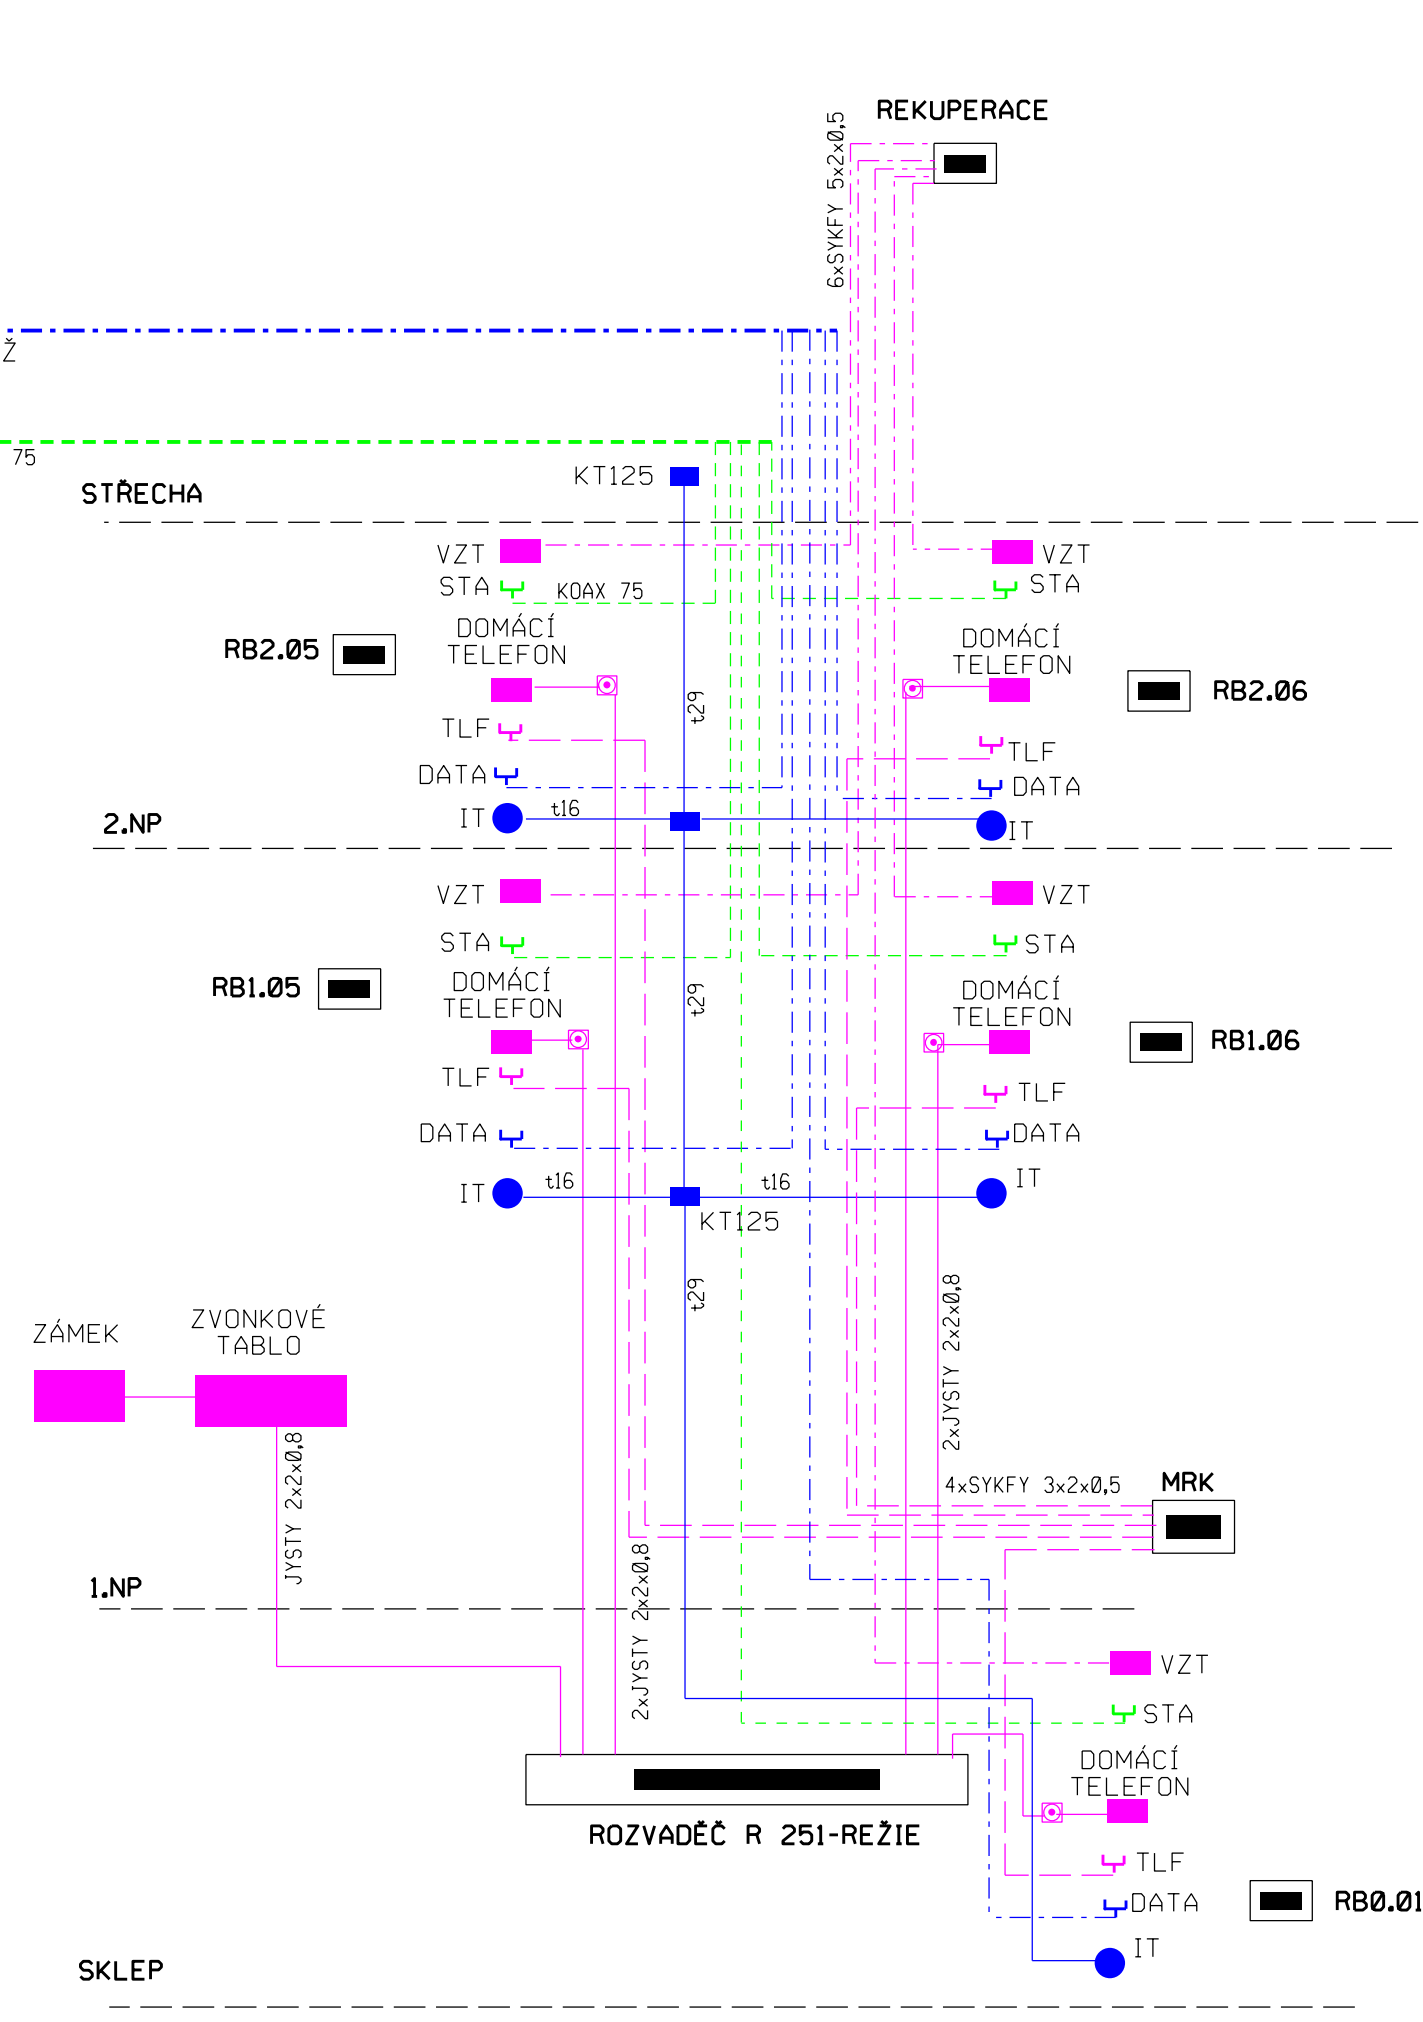 REKUPERACE
6xSYKFY 5x2x0,5
Ž
75
KT125
STŘECHA
VZT
VZT
STA
KOAX 75
STA
DOMÁCÍ
TELEFON
DOMÁCÍ
TELEFON
RB2.05
RB2.06
t29
TLF
TLF
DATA
DATA
IT
t16
IT
2.NP
VZT
VZT
STA
STA
DOMÁCÍ
TELEFON
DOMÁCÍ
TELEFON
RB1.05
t29
RB1.06
TLF
TLF
DATA
DATA
IT
t16
t16
IT
KT125
t29
2xJYSTY 2x2x0,8
ZÁMEK
ZVONKOVÉ
TABLO
JYSTY 2x2x0,8
4xSYKFY 3x2x0,5
MRK
2xJYSTY 2x2x0,8
1.NP
VZT
STA
DOMÁCÍ
TELEFON
ROZVADĚČ R 251-REŽIE
TLF
DATA
RB0.01
IT
SKLEP